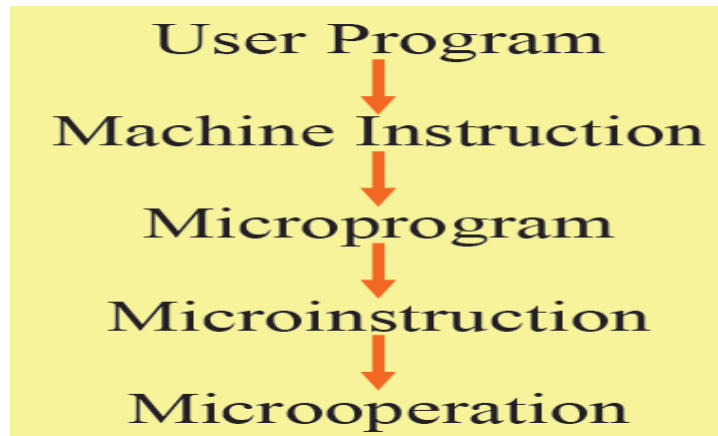 User Program
Machine Instruction
Microprogram
Microinstruction
Microoperation